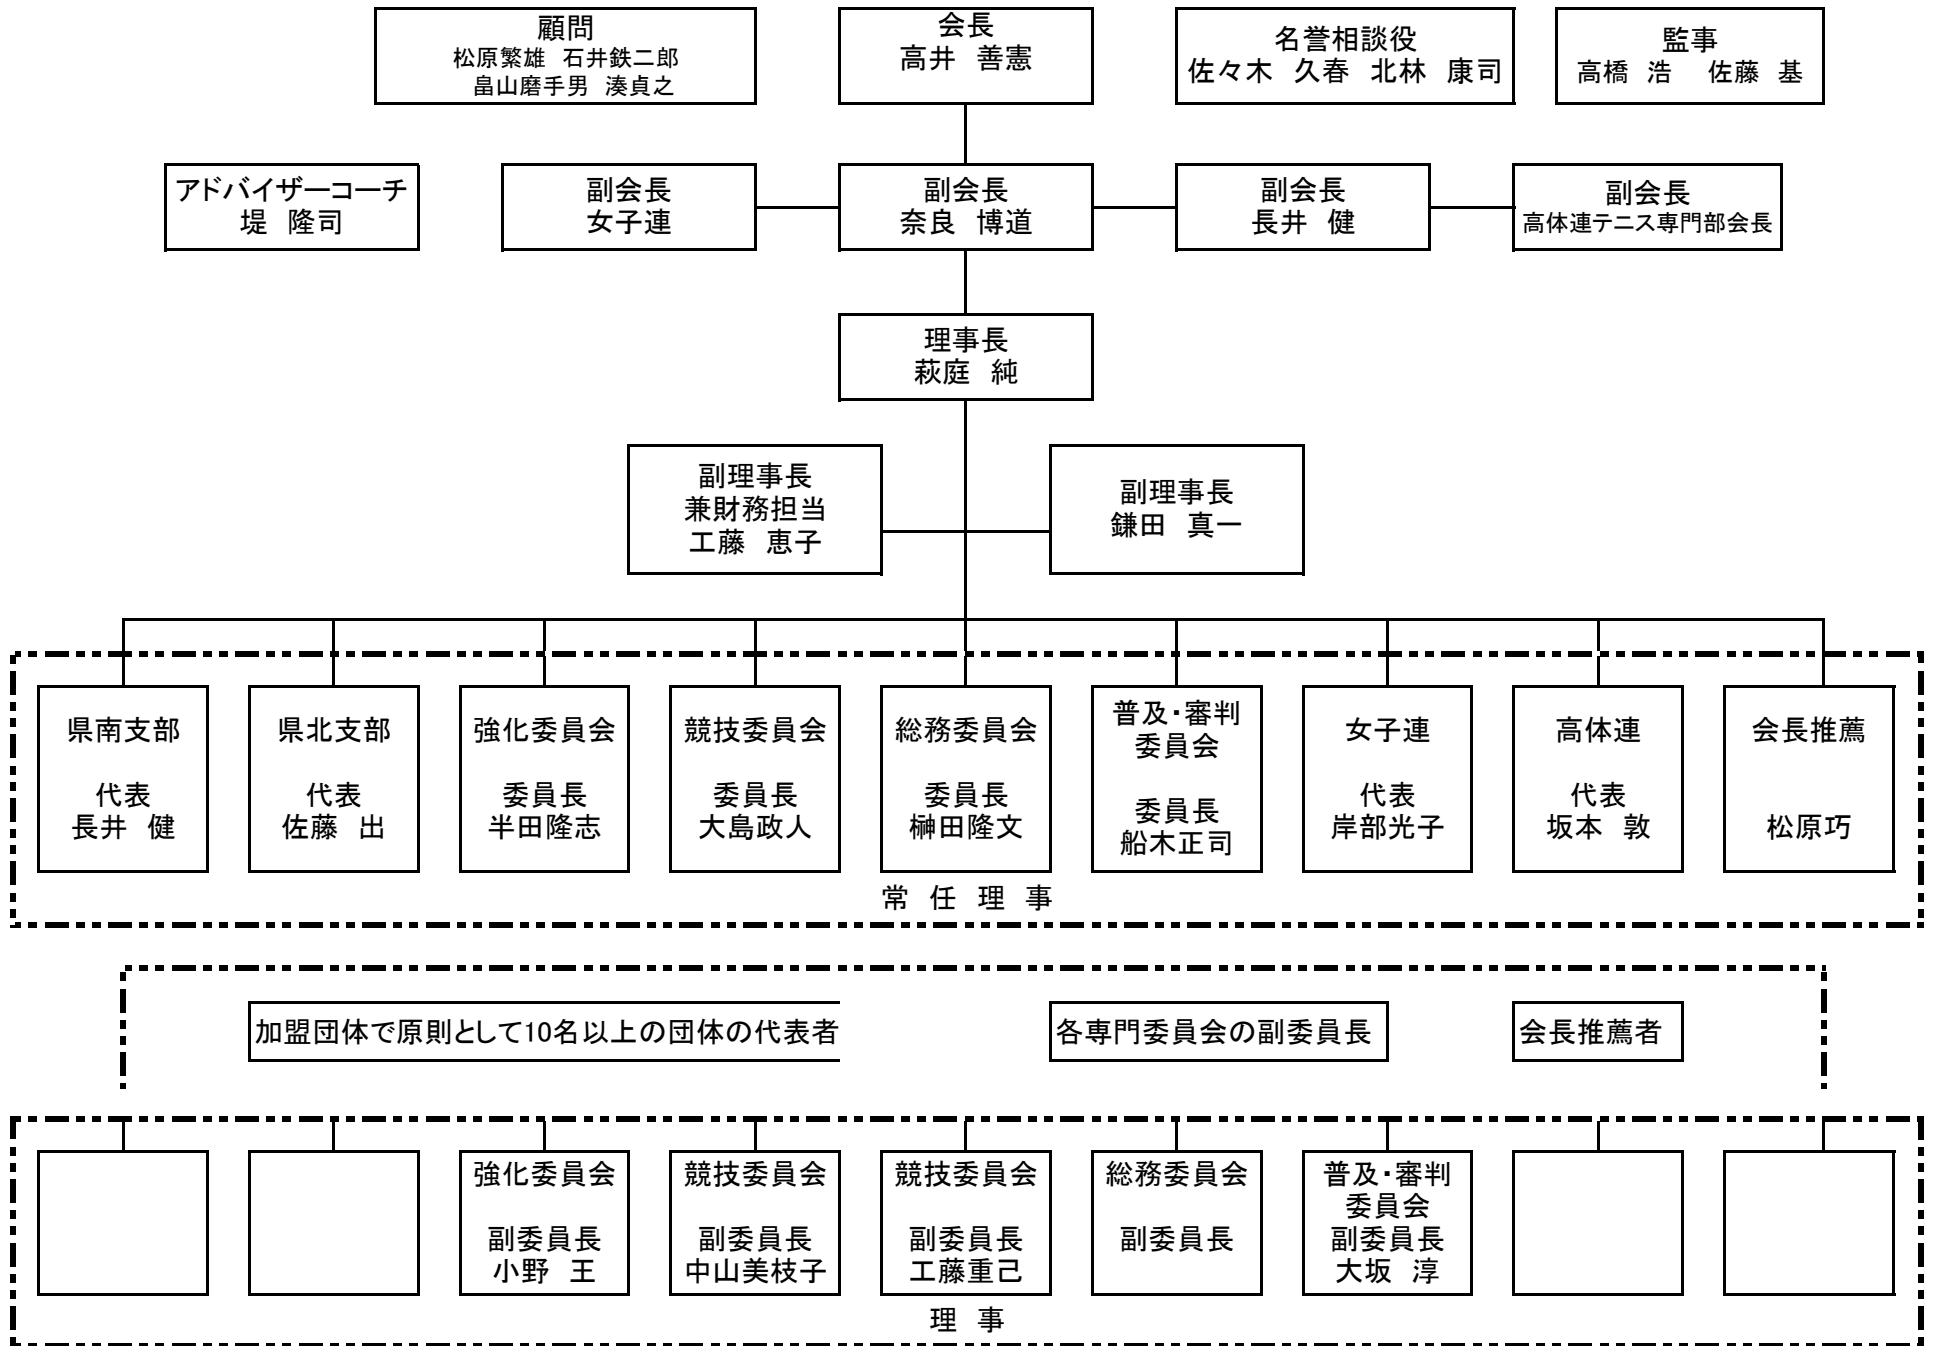 顧問
松原繁雄 石井鉄二郎
畠山磨手男 湊貞之
会長
高井 善憲
名誉相談役
佐々木 久春 北林 康司
監事
高橋 浩 佐藤 基
アドバイザーコーチ
堤 隆司
副会長
女子連
副会長
奈良 博道
副会長
長井 健
副会長
高体連テニス専門部会長
理事長
萩庭 純
副理事長
兼財務担当
工藤 恵子
副理事長
鎌田 真一
県南支部
代表
長井 健
県北支部
代表
佐藤 出
強化委員会
委員長
半田隆志
競技委員会
委員長
大島政人
総務委員会
委員長
榊田隆文
普及・審判
委員会
委員長
船木正司
女子連
代表
岸部光子
高体連
代表
坂本 敦
会長推薦
松原巧
常 任 理 事
加盟団体で原則として10名以上の団体の代表者
各専門委員会の副委員長
会長推薦者
強化委員会
副委員長
小野 王
競技委員会
副委員長
中山美枝子
競技委員会
副委員長
工藤重己
総務委員会
副委員長
普及・審判
委員会
副委員長
大坂 淳
理 事